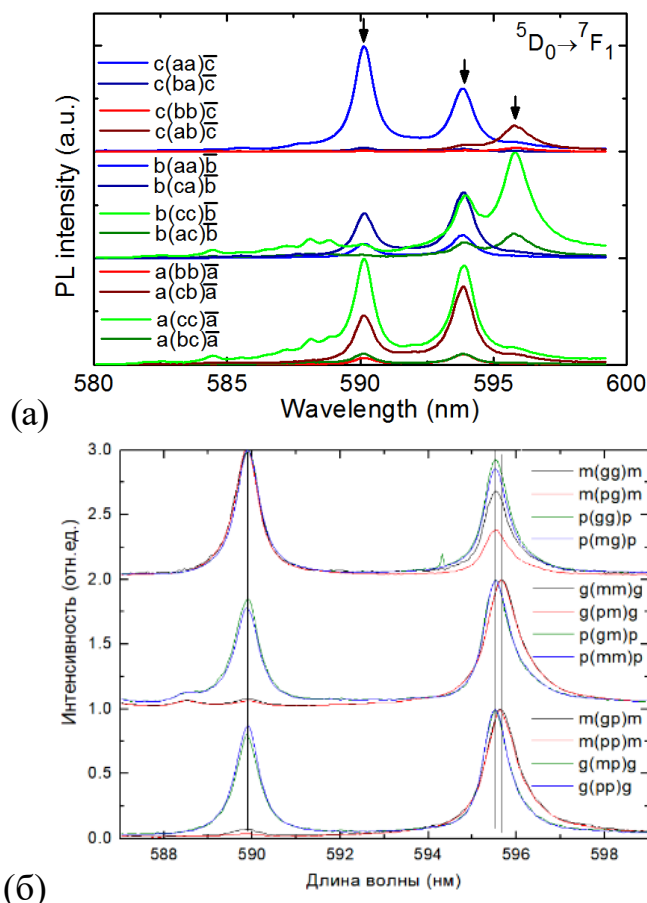 ⁵D₀→⁷F₁
c(aa)c̅
c(ba)c̅
c(bb)c̅
c(ab)c̅
b(aa)b̅
b(ca)b̅
b(cc)b̅
b(ac)b̅
a(bb)a̅
a(cb)a̅
a(cc)a̅
a(bc)a̅
PL intensity (a.u.)
580 585 590 595 600
Wavelength (nm)
(а)
3.0
2.5
2.0
1.5
1.0
0.5
0.0
m(gg)m
m(pg)m
p(gg)p
p(mg)p
g(mm)g
g(pm)g
p(gm)p
p(mm)p
m(gp)m
m(pp)m
g(mp)g
g(pp)g
Интенсивность (отн.ед.)
588 590 592 594 596 598
Длина волны (нм)
(б)